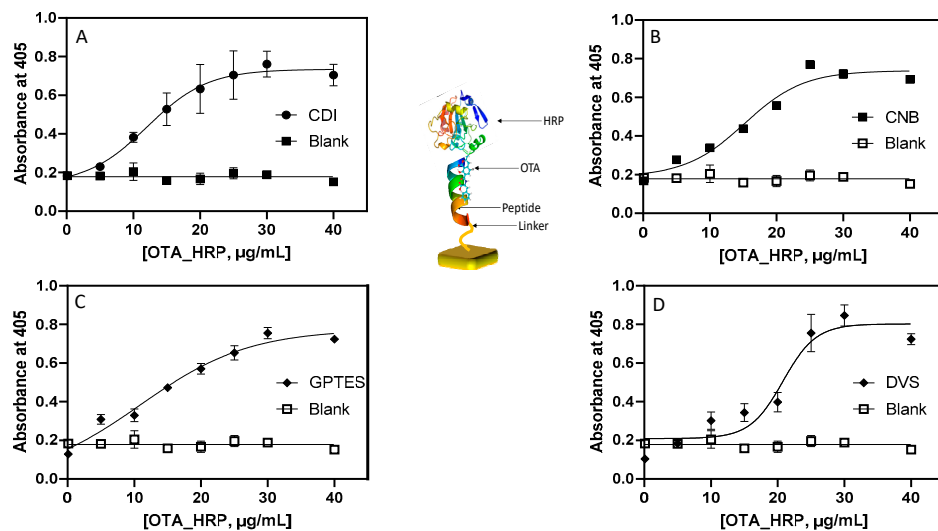 A
Absorbance at 405
1.0
0.8
0.6
0.4
0.2
0.0
CDI
Blank
0
10
20
30
40
[OTA_HRP, µg/mL]
HRP
OTA
Peptide
Linker
B
Absorbance at 405
1.0
0.8
0.6
0.4
0.2
0.0
CNB
Blank
0
10
20
30
40
[OTA_HRP, µg/mL]
C
Absorbance at 405
1.0
0.8
0.6
0.4
0.2
0.0
GPTES
Blank
0
10
20
30
40
[OTA_HRP, µg/mL]
D
Absorbance at 405
1.0
0.8
0.6
0.4
0.2
0.0
DVS
Blank
0
10
20
30
40
[OTA_HRP, µg/mL]